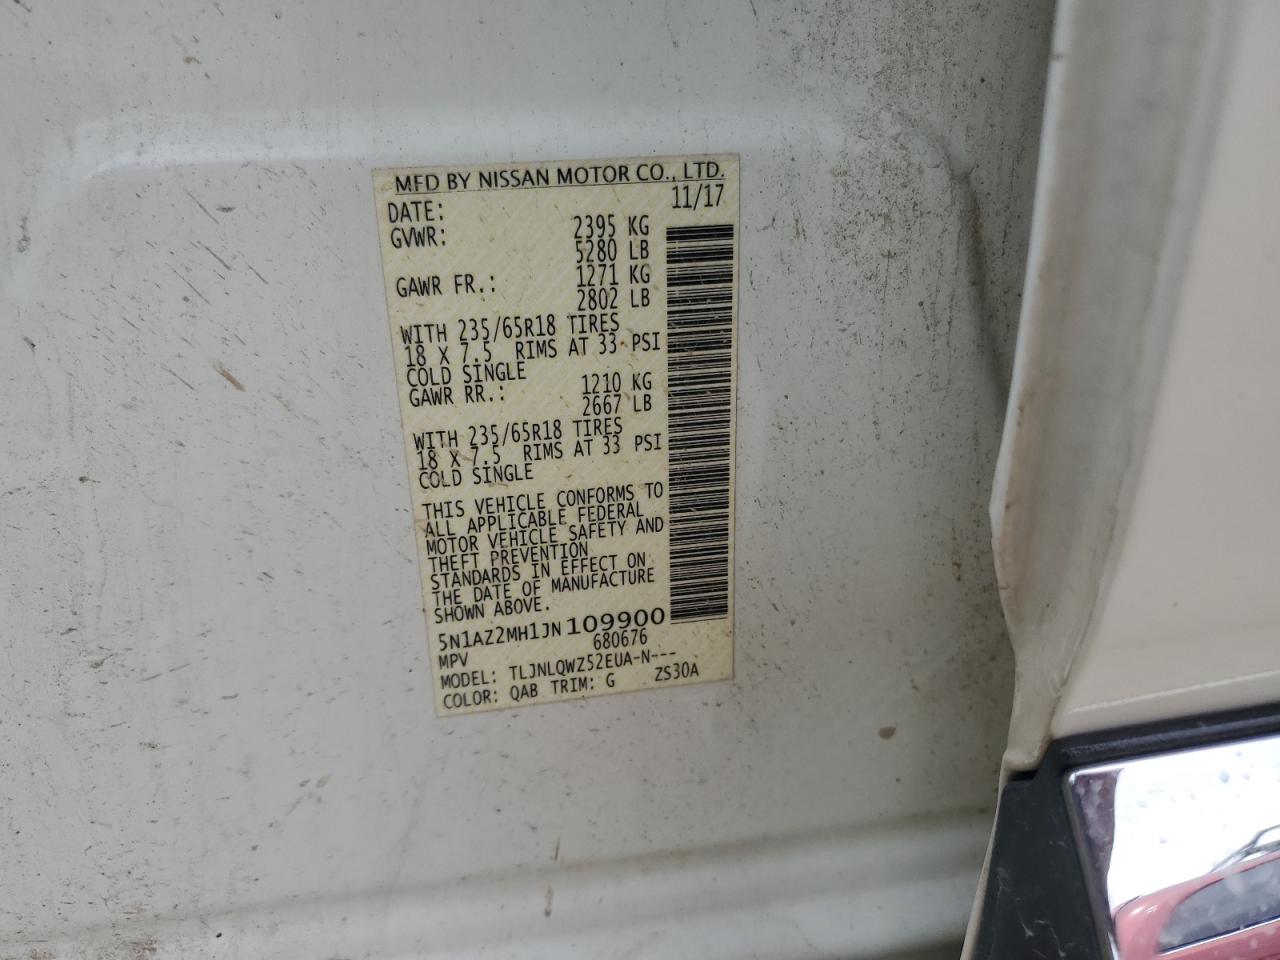 MFD BY NISSAN MOTOR CO., LTD.
DATE: 11/17
GVWR: 2395 KG
5280 LB
GAWR FR.: 1271 KG
2802 LB
WITH 235/65R18 TIRES
18 X 7.5 RIMS AT 33 PSI
COLD SINGLE
GAWR RR.: 1210 KG
2667 LB
WITH 235/65R18 TIRES
18 X 7.5 RIMS AT 33 PSI
COLD SINGLE
THIS VEHICLE CONFORMS TO
ALL APPLICABLE FEDERAL
MOTOR VEHICLE SAFETY AND
THEFT PREVENTION
STANDARDS IN EFFECT ON
THE DATE OF MANUFACTURE
SHOWN ABOVE.
5N1AZ2MH1JN109900
680676
MPV
MODEL: TLJNLQWZ52EUA-N---
COLOR: QAB TRIM: G ZS30A